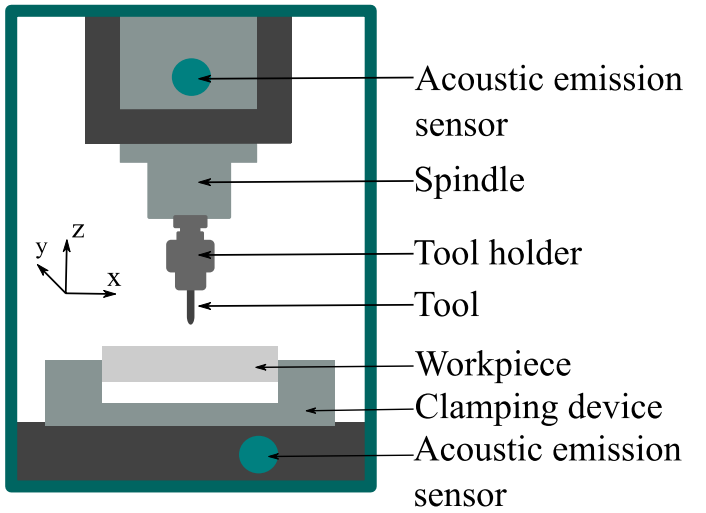 Acoustic emission
sensor
Spindle
z
y
Tool holder
x
Tool
Workpiece
Clamping device
Acoustic emission
sensor